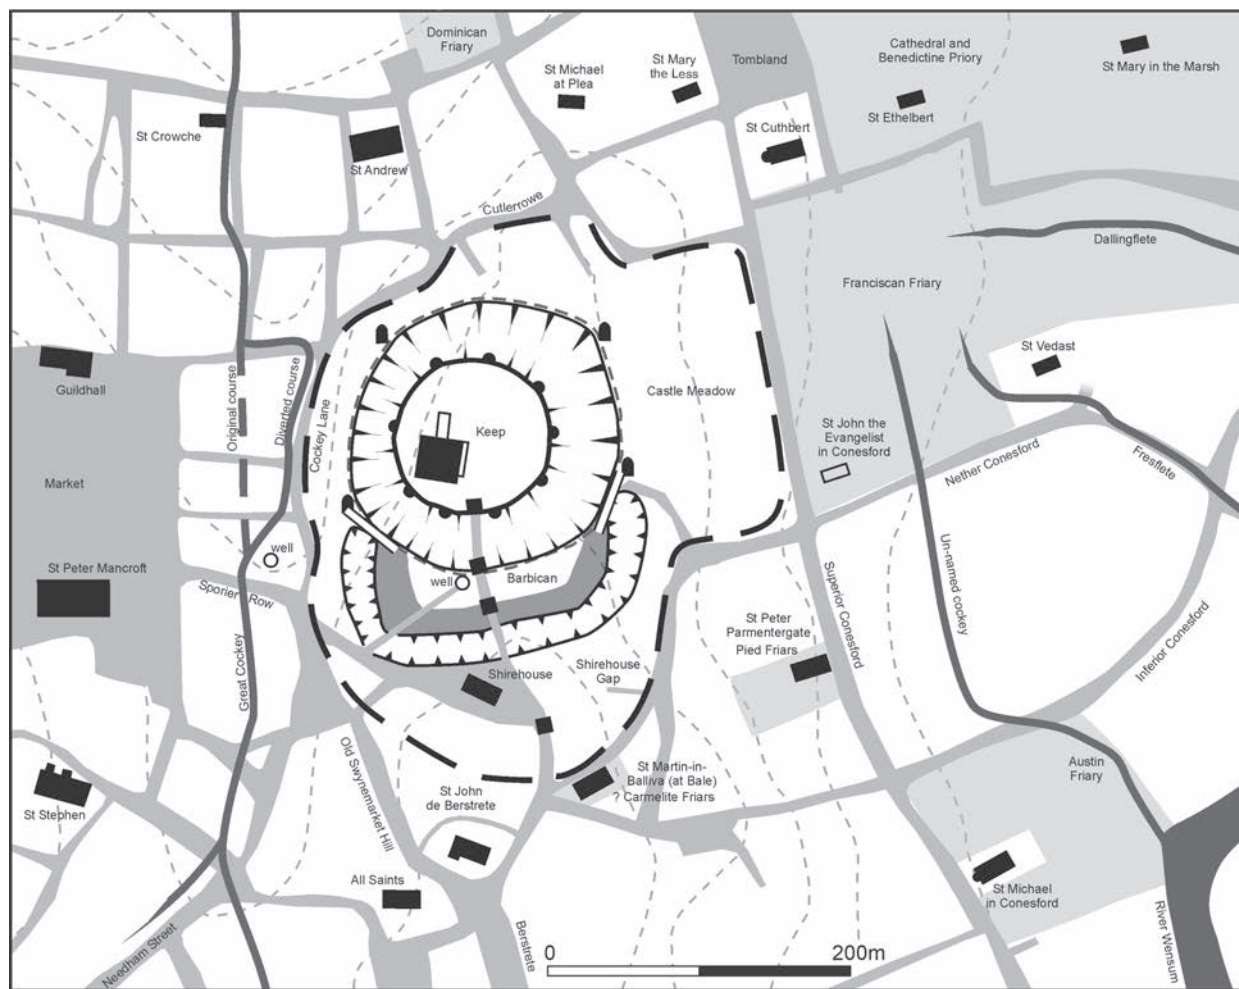 Dominican
Friary
St Michael
at Plea
St Mary
the Less
Tombland
Cathedral and
Benedictine Priory
St Mary in the Marsh
St Ethelbert
St Crowche
St Andrew
St Cuthbert
Cutlerrowe
Dallingflete
Franciscan Friary
St Vedast
Guildhall
Original course
Diverted course
Cockey Lane
Castle Meadow
Keep
St John the
Evangelist
in Conesford
Nether Conesford
Fresflete
Market
well
well
Barbican
St Peter Mancroft
Sporier Row
Great Cockey
Superior Conesford
Un-named cockey
Inferior Conesford
St Peter
Parmentergate
Pied Friars
Shirehouse
Shirehouse
Gap
Old Swynemarket Hill
St Martin-in-
Balliva (at Bale)
? Carmelite Friars
St John
de Berstrete
Austin
Friary
St Stephen
All Saints
St Michael
in Conesford
Needham Street
Berstrete
River Wensum
0
200m